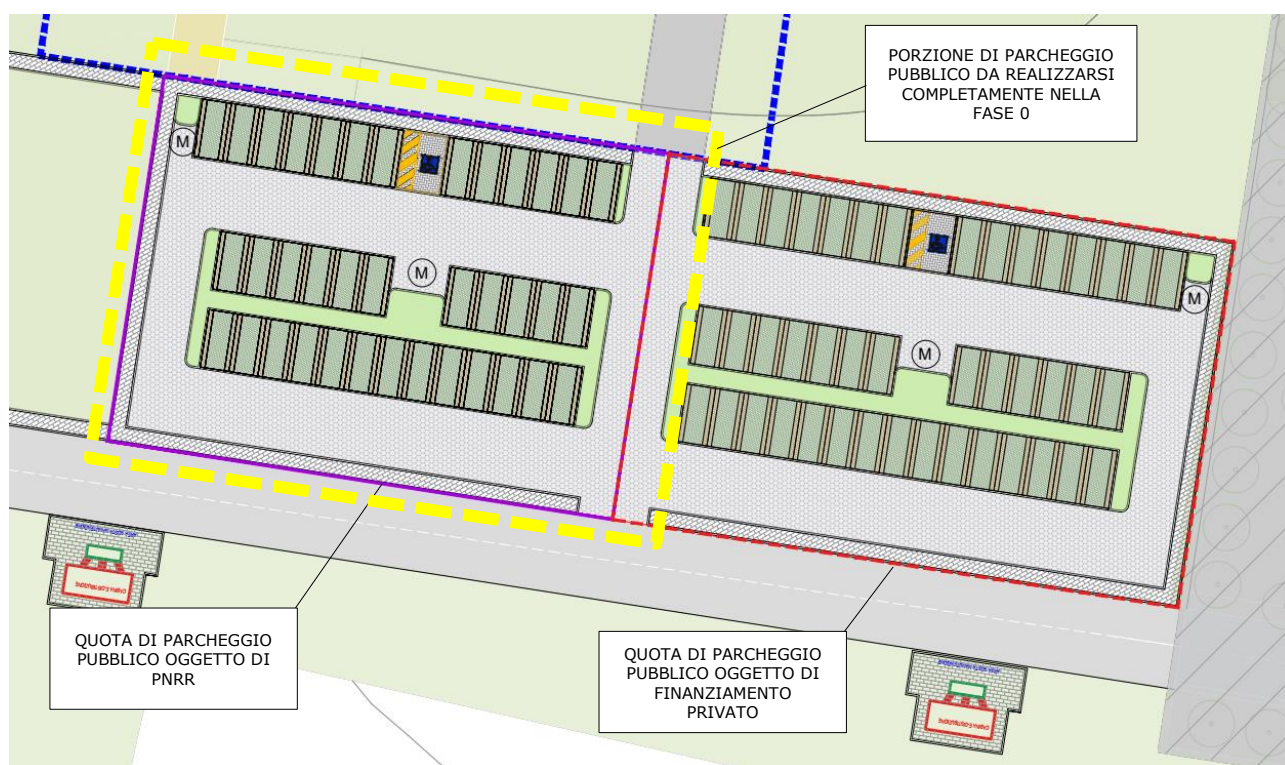 PORZIONE DI PARCHEGGIO
PUBBLICO DA REALIZZARSI
COMPLETAMENTE NELLA
FASE 0
M
M
M
M
QUOTA DI PARCHEGGIO
PUBBLICO OGGETTO DI
PNRR
QUOTA DI PARCHEGGIO
PUBBLICO OGGETTO DI
FINANZIAMENTO
PRIVATO